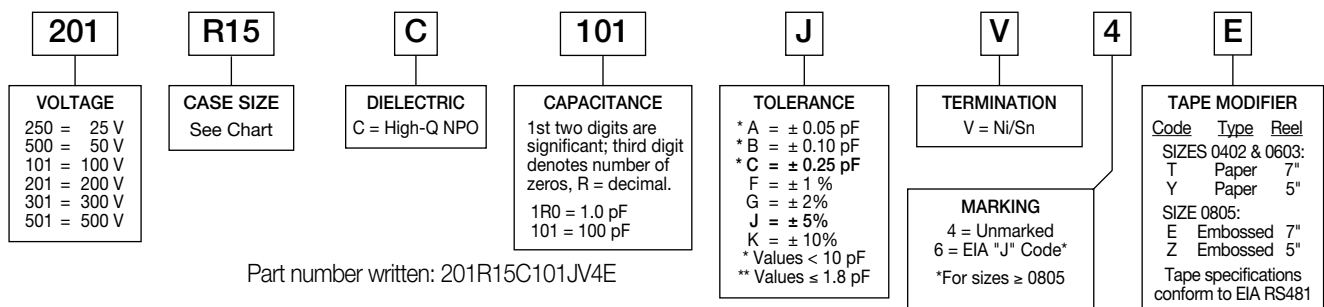 201 R15 C 101 J V 4 E
VOLTAGE
250 = 25 V
500 = 50 V
101 = 100 V
201 = 200 V
301 = 300 V
501 = 500 V
CASE SIZE
See Chart
DIELECTRIC
C = High-Q NPO
CAPACITANCE
1st two digits are
significant; third digit
denotes number of
zeros, R = decimal.
1R0 = 1.0 pF
101 = 100 pF
TOLERANCE
* A = ± 0.05 pF
* B = ± 0.10 pF
* C = ± 0.25 pF
F = ± 1 %
G = ± 2%
J = ± 5%
K = ± 10%
* Values < 10 pF
** Values ≤ 1.8 pF
TERMINATION
V = Ni/Sn
MARKING
4 = Unmarked
6 = EIA "J" Code*
*For sizes ≥ 0805
TAPE MODIFIER
Code Type Reel
SIZES 0402 & 0603:
T Paper 7"
Y Paper 5"
SIZE 0805:
E Embossed 7"
Z Embossed 5"
Tape specifications
conform to EIA RS481
Part number written: 201R15C101JV4E